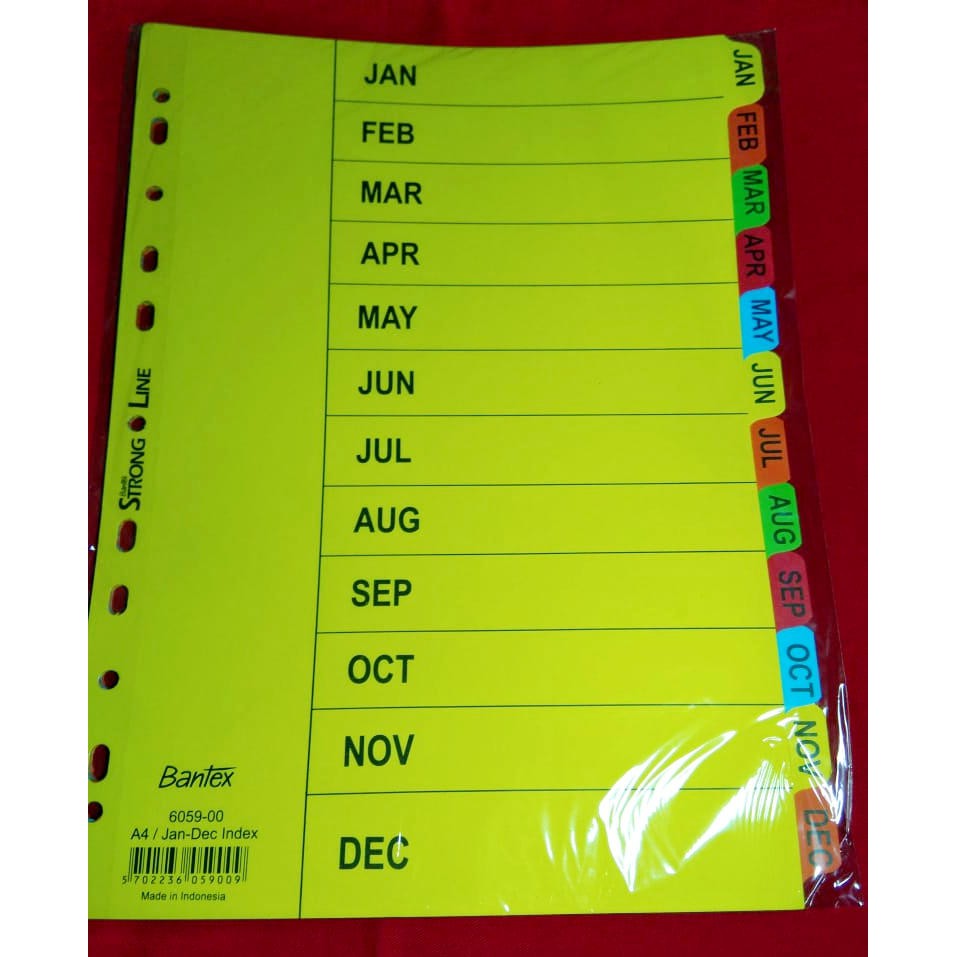 JAN
FEB
MAR
APR
MAY
JUN
JUL
AUG
SEP
OCT
NOV
DEC
JAN
FEB
MAR
APR
MAY
JUN
JUL
AUG
SEP
OCT
NOV
DEC
STRONG LINE
Bantex
6059-00
A4 / Jan-Dec Index
5 702236 059009
Made in Indonesia